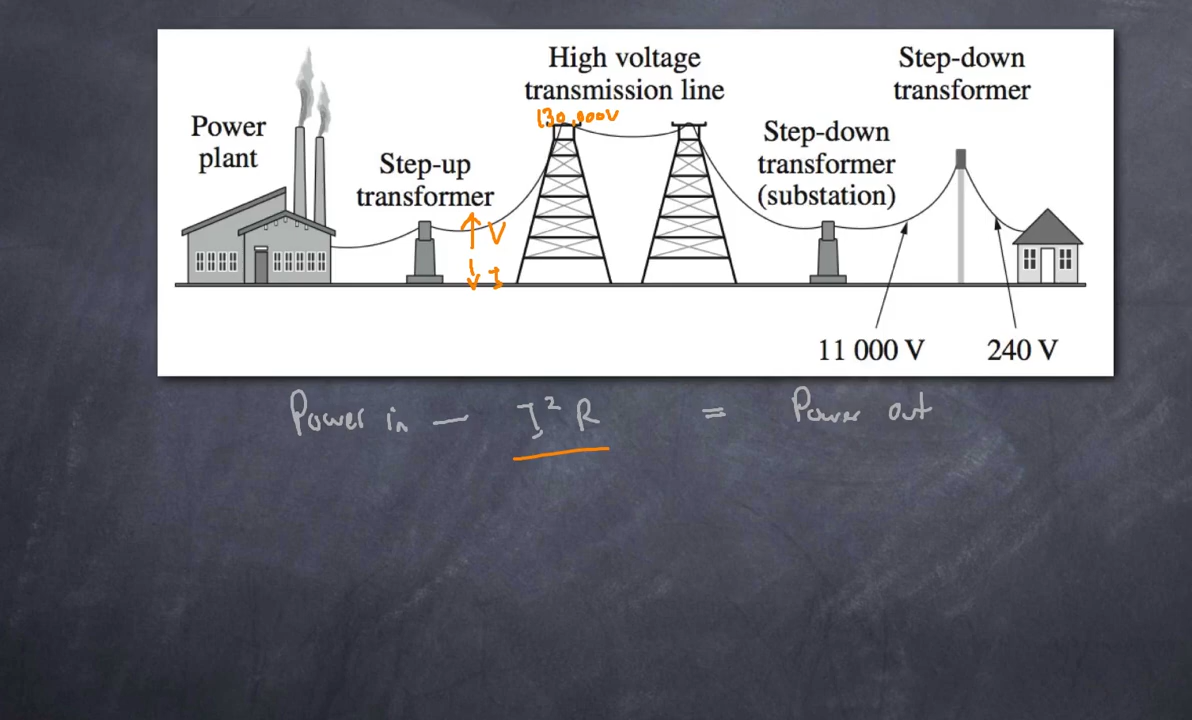 High voltage
transmission line
130,000V
Step-down
transformer
Power
plant
Step-up
transformer
Step-down
transformer
(substation)
V
I
11 000 V
240 V
Power in — I² R = Power out